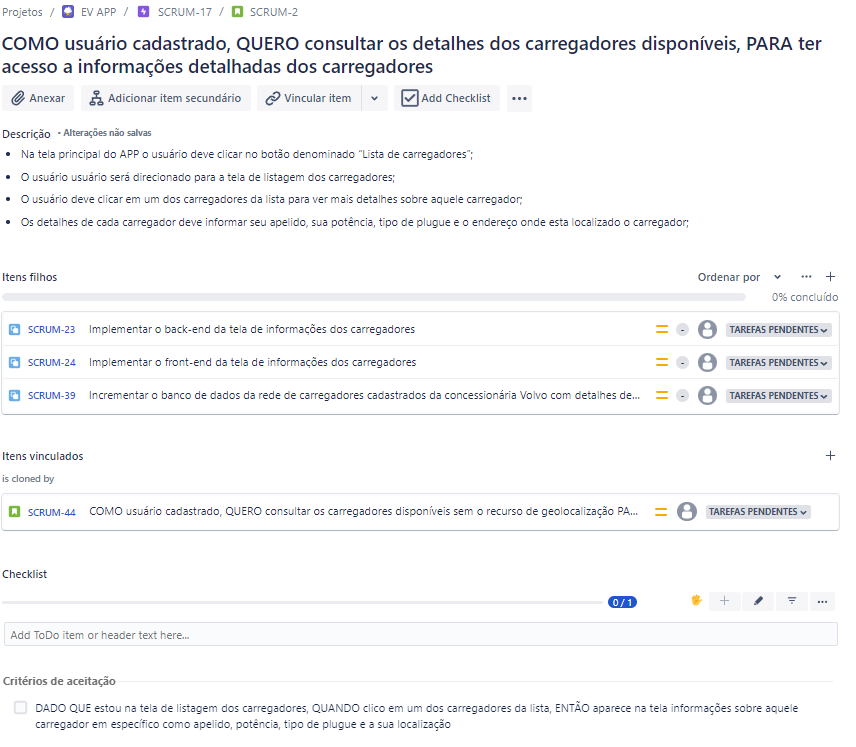 Projetos / EV APP / SCRUM-17 / SCRUM-2
COMO usuário cadastrado, QUERO consultar os detalhes dos carregadores disponíveis, PARA ter
acesso a informações detalhadas dos carregadores
Anexar Adicionar item secundário Vincular item Add Checklist •••
Descrição • Alterações não salvas
• Na tela principal do APP o usuário deve clicar no botão denominado “Lista de carregadores”;
• O usuário usuário será direcionado para a tela de listagem dos carregadores;
• O usuário deve clicar em um dos carregadores da lista para ver mais detalhes sobre aquele carregador;
• Os detalhes de cada carregador deve informar seu apelido, sua potência, tipo de plugue e o endereço onde esta localizado o carregador;
Itens filhos Ordenar por ••• +
0% concluído
SCRUM-23 Implementar o back-end da tela de informações dos carregadores - TAREFAS PENDENTES
SCRUM-24 Implementar o front-end da tela de informações dos carregadores - TAREFAS PENDENTES
SCRUM-39 Incrementar o banco de dados da rede de carregadores cadastrados da concessionária Volvo com detalhes de... - TAREFAS PENDENTES
Itens vinculados +
is cloned by
SCRUM-44 COMO usuário cadastrado, QUERO consultar os carregadores disponíveis sem o recurso de geolocalização PA... TAREFAS PENDENTES
Checklist
0 / 1 + •••
Add ToDo item or header text here...
Critérios de aceitação
DADO QUE estou na tela de listagem dos carregadores, QUANDO clico em um dos carregadores da lista, ENTÃO aparece na tela informações sobre aquele
carregador em específico como apelido, potência, tipo de plugue e a sua localização